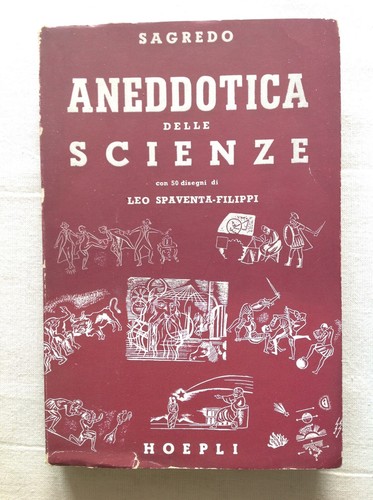 SAGREDO
ANEDDOTICA
DELLE
SCIENZE
con 50 disegni di
LEO SPAVENTA-FILIPPI
HOEPLI